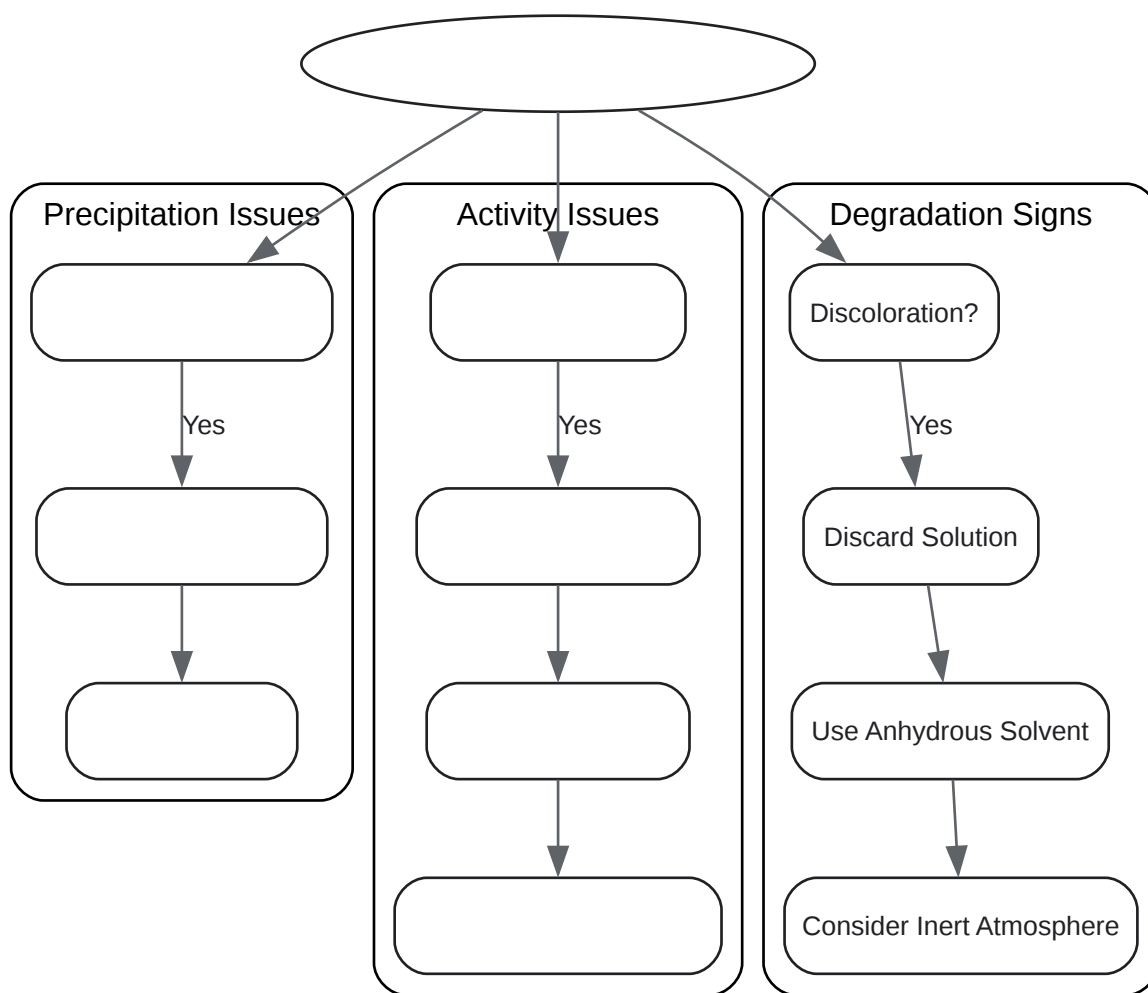 Precipitation Issues
Activity Issues
Degradation Signs
Discoloration?
Yes
Yes
Yes
Discard Solution
Use Anhydrous Solvent
Consider Inert Atmosphere